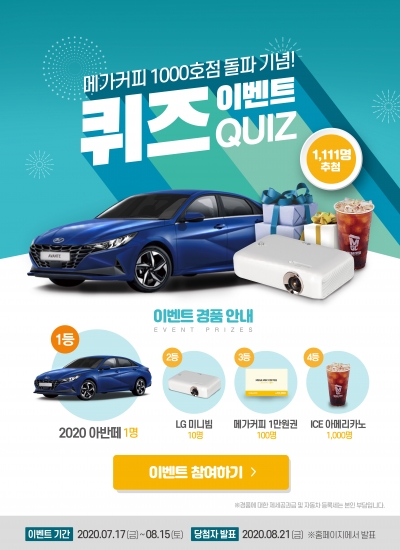 메가커피 1000호점 돌파 기념!
퀴즈 이벤트
QUIZ
1,111명
추첨
AVANTE
이벤트 경품 안내
EVENT PRIZES
1등
2020 아반떼 1명
2등
LG 미니빔
10명
3등
메가커피 1만원권
100명
4등
ICE 아메리카노
1,000명
이벤트 참여하기 >
※경품에 대한 제세공과금 및 자동차 등록세는 본인 부담입니다.
이벤트 기간 2020.07.17(금)~08.15(토) 당첨자 발표 2020.08.21(금) ※홈페이지에서 발표